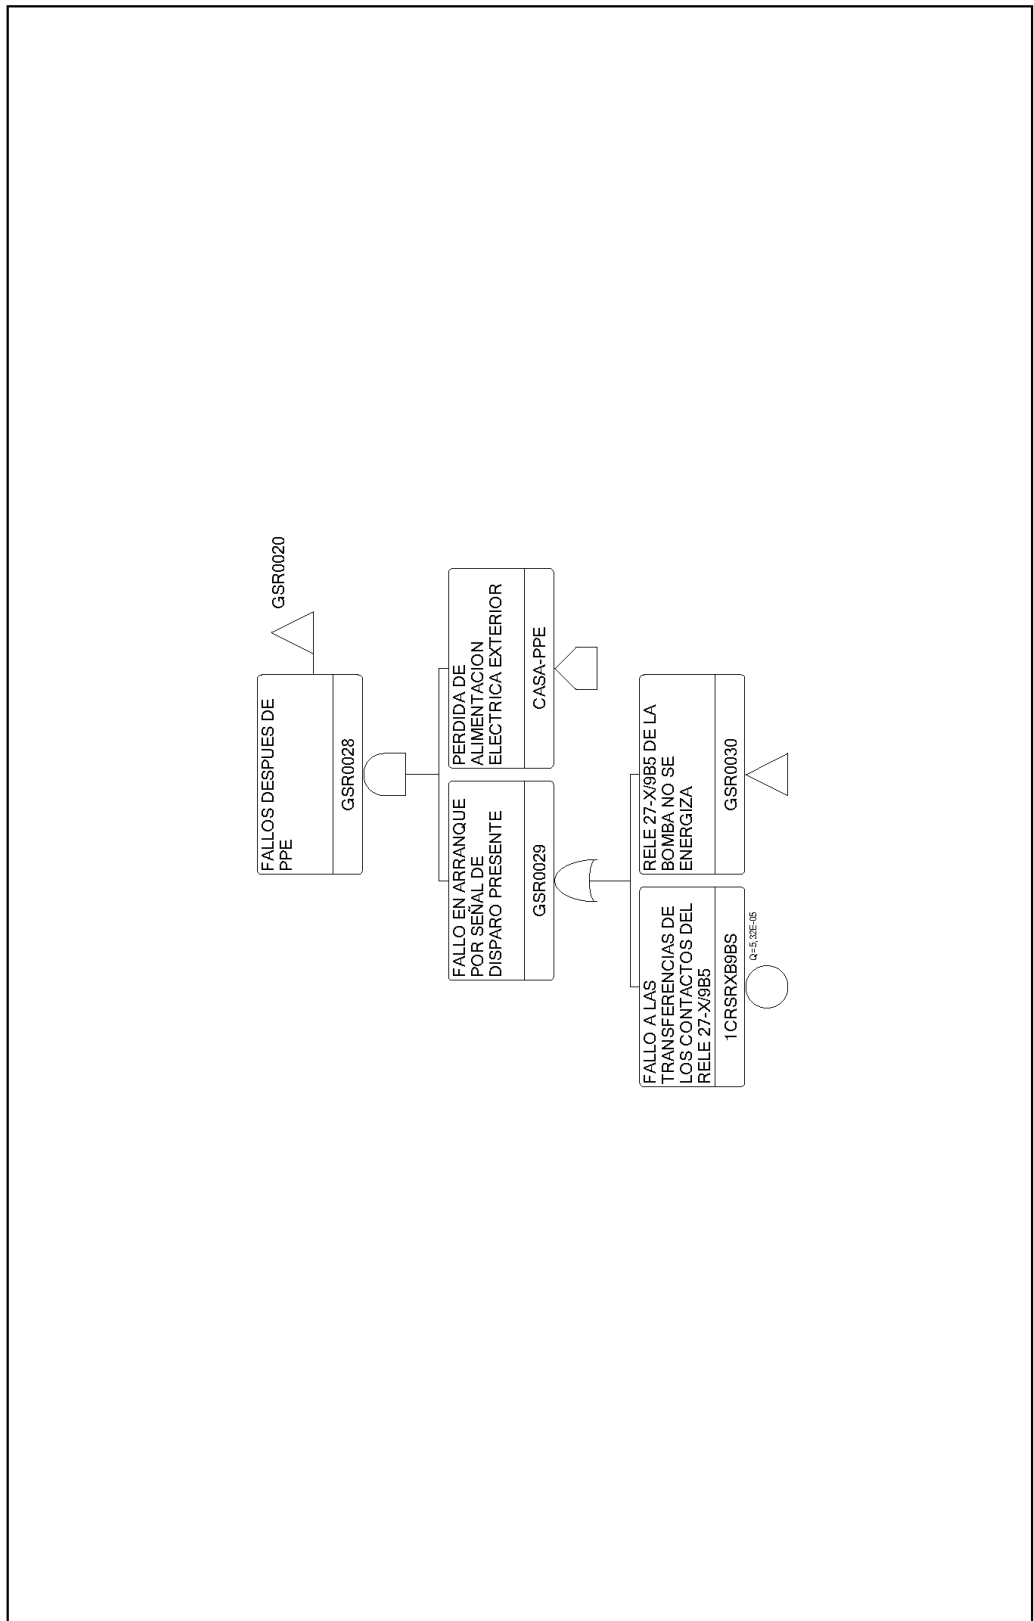 GSR0020
FALLOS DESPUES DE
PPE
GSR0028
FALLO EN ARRANQUE
POR SEÑAL DE
DISPARO PRESENTE
GSR0029
PERDIDA DE
ALIMENTACION
ELECTRICA EXTERIOR
CASA-PPE
FALLO A LAS
TRANSFERENCIAS DE
LOS CONTACTOS DEL
RELE 27-X/9B5
1CRSRXB9BS
Q=5,32E-05
RELE 27-X/9B5 DE LA
BOMBA NO SE
ENERGIZA
GSR0030